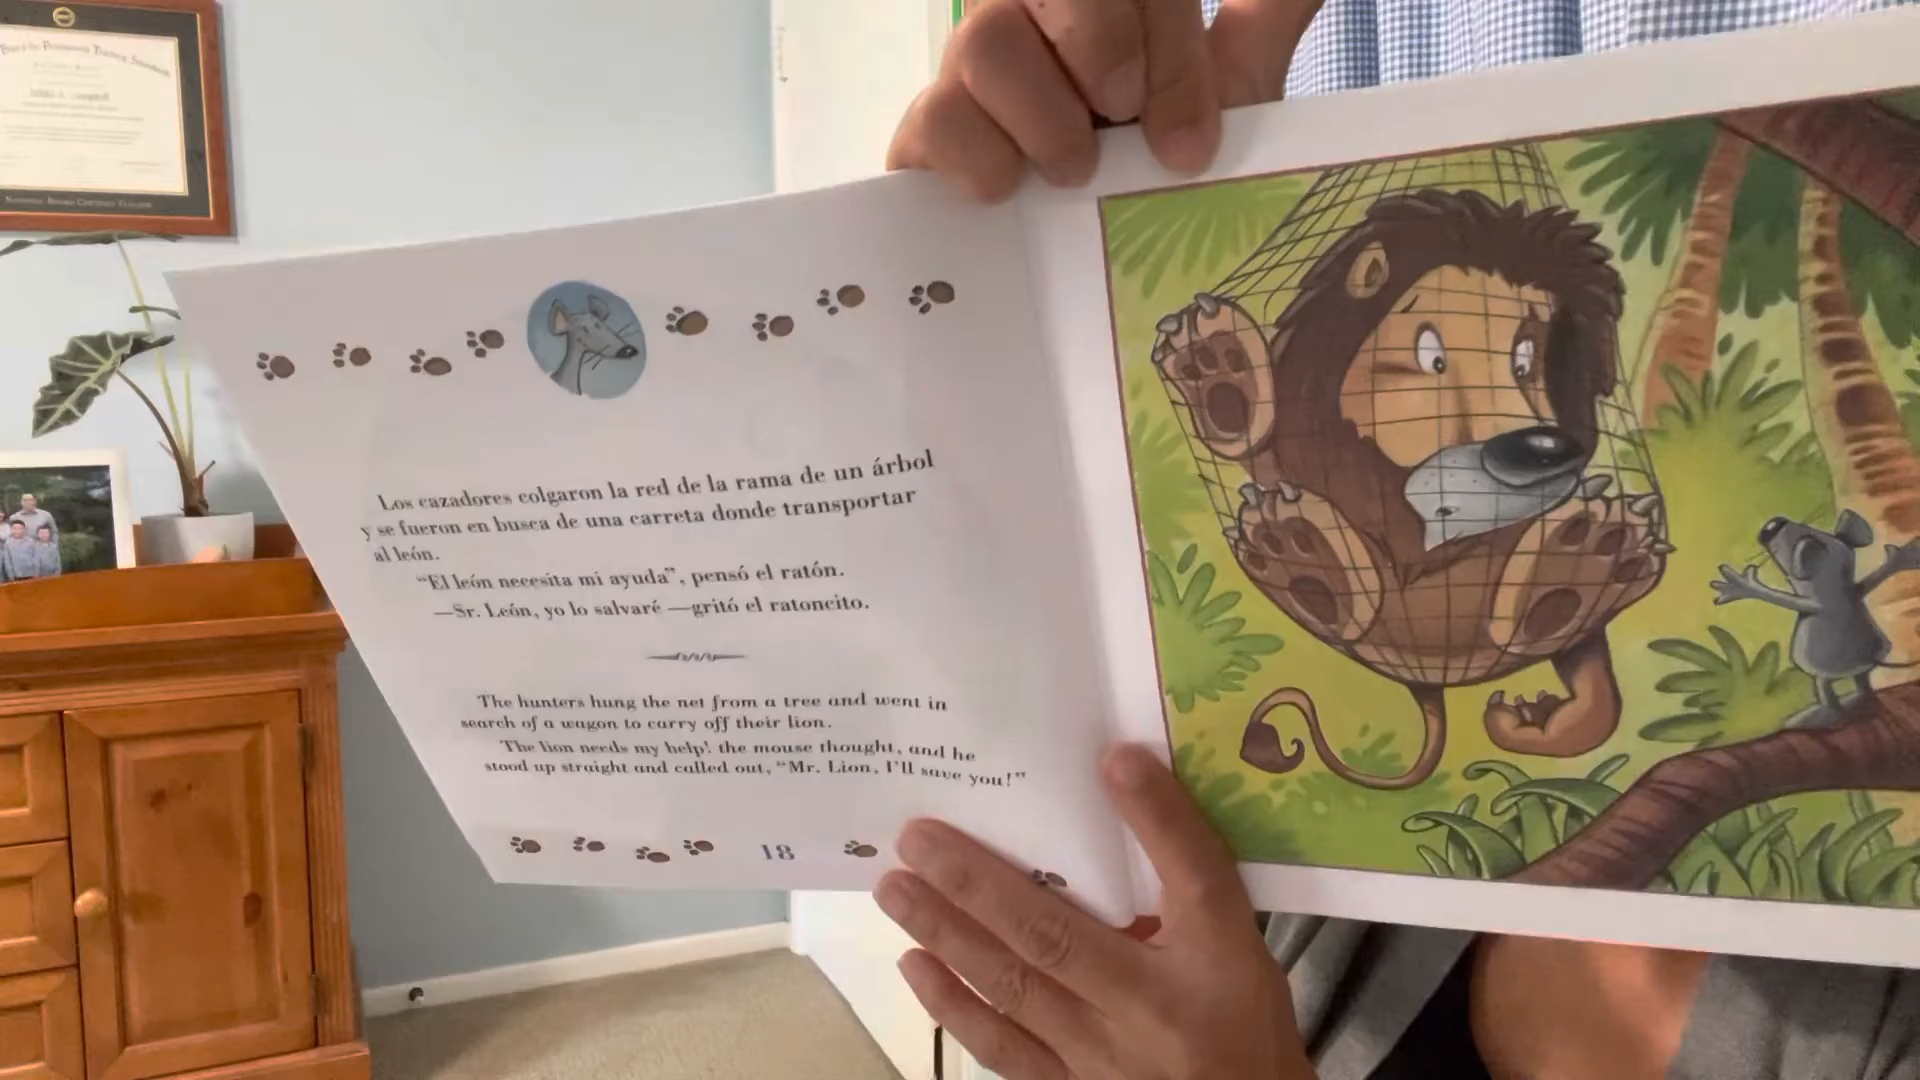 Los cazadores colgaron la red de la rama de un árbol
y se fueron en busca de una carreta donde transportar
al león.
“El león necesita mi ayuda”, pensó el ratón.
—Sr. León, yo lo salvaré —gritó el ratoncito.
The hunters hung the net from a tree and went in
search of a wagon to carry off their lion.
The lion needs my help! the mouse thought, and he
stood up straight and called out, “Mr. Lion, I’ll save you!”
18